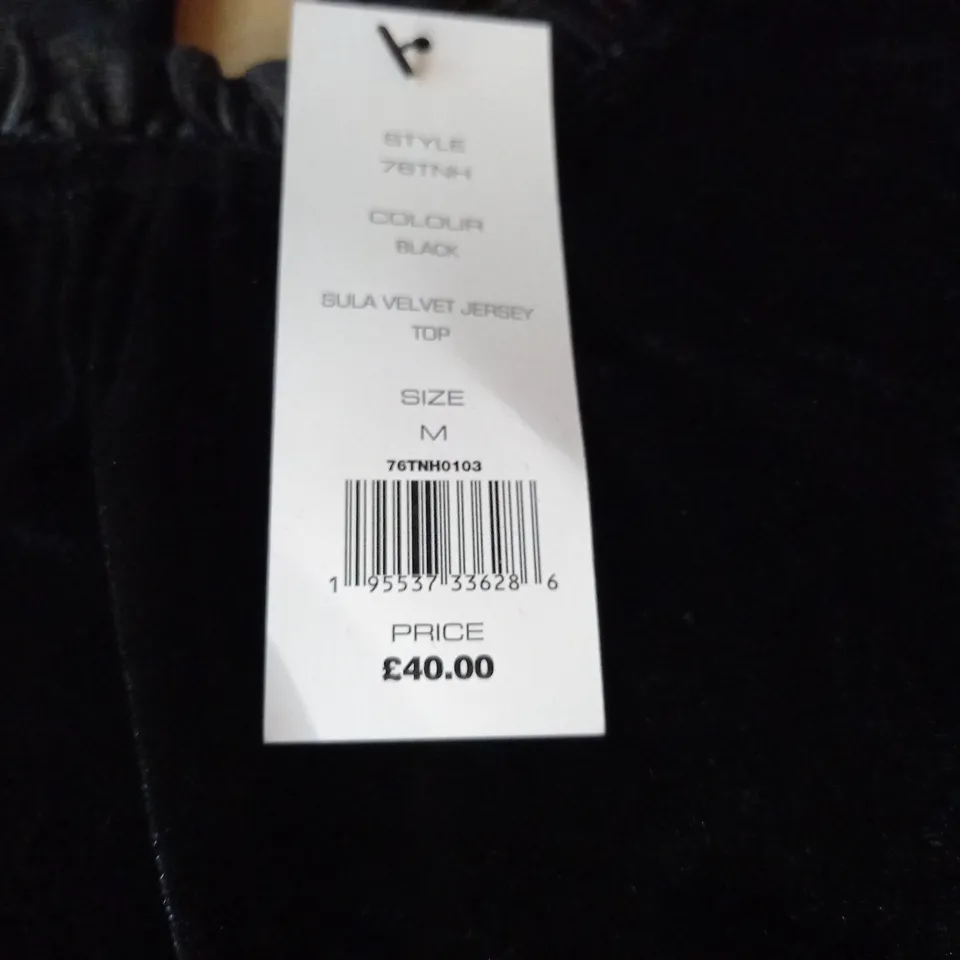 STYLE
76TNH
COLOUR
BLACK
SULA VELVET JERSEY
TOP
SIZE
M
76TNH0103
1 95537 33628 6
PRICE
£40.00